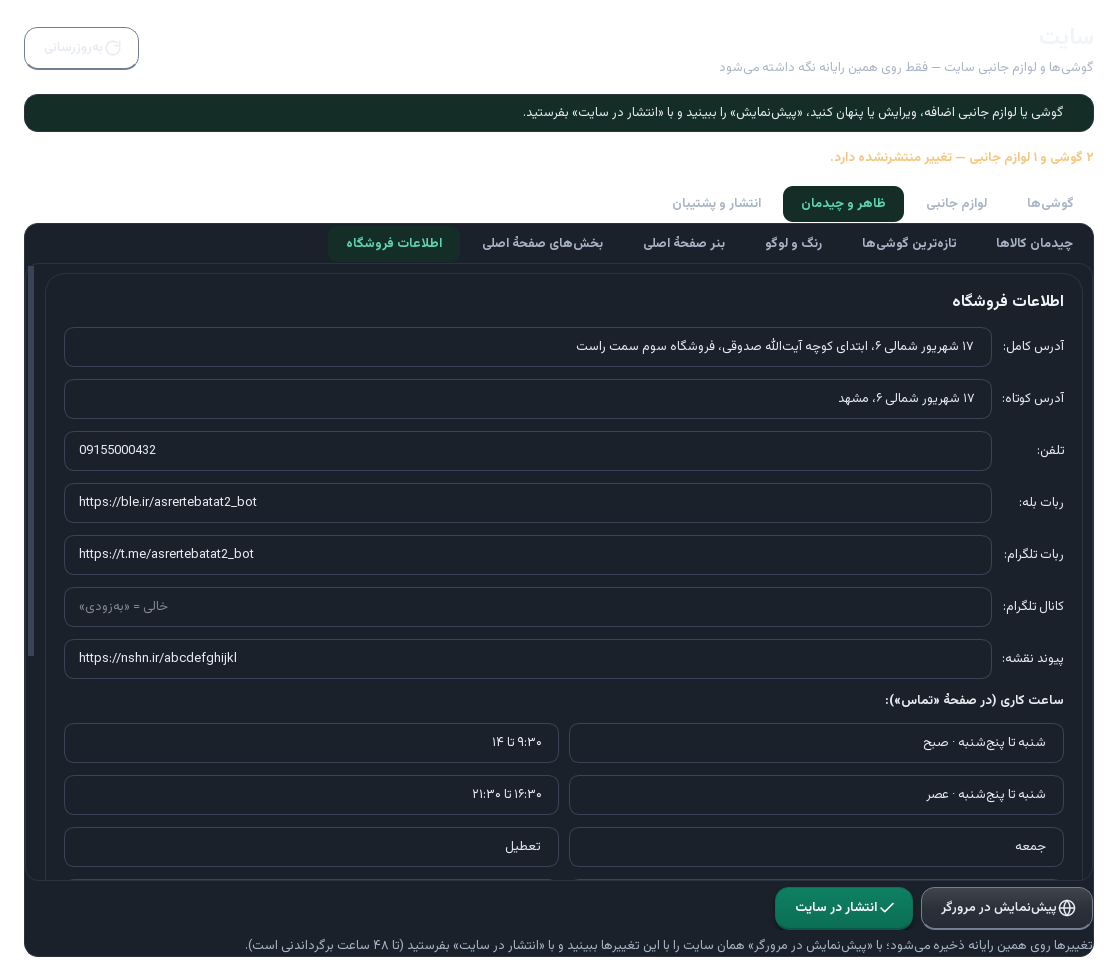 سایت
به‌روزرسانی
گوشی‌ها و لوازم جانبی سایت — فقط روی همین رایانه نگه داشته می‌شود
گوشی یا لوازم جانبی اضافه، ویرایش یا پنهان کنید، «پیش‌نمایش» را ببینید و با «انتشار در سایت» بفرستید.
۲ گوشی و ۱ لوازم جانبی — تغییر منتشرنشده دارد.
گوشی‌ها لوازم جانبی ظاهر و چیدمان انتشار و پشتیبان
چیدمان کالاها تازه‌ترین گوشی‌ها رنگ و لوگو بنر صفحهٔ اصلی بخش‌های صفحهٔ اصلی اطلاعات فروشگاه
اطلاعات فروشگاه
آدرس کامل: ۱۷ شهریور شمالی ۶، ابتدای کوچه آیت‌الله صدوقی، فروشگاه سوم سمت راست
آدرس کوتاه: ۱۷ شهریور شمالی ۶، مشهد
تلفن: 09155000432
ربات بله: https://ble.ir/asrertebatat2_bot
ربات تلگرام: https://t.me/asrertebatat2_bot
کانال تلگرام: خالی = «به‌زودی»
پیوند نقشه: https://nshn.ir/abcdefghijkl
ساعت کاری (در صفحهٔ «تماس»):
شنبه تا پنج‌شنبه · صبح ۹:۳۰ تا ۱۴
شنبه تا پنج‌شنبه · عصر ۱۶:۳۰ تا ۲۱:۳۰
جمعه تعطیل
پیش‌نمایش در مرورگر انتشار در سایت
تغییرها روی همین رایانه ذخیره می‌شود؛ با «پیش‌نمایش در مرورگر» همان سایت را با این تغییرها ببینید و با «انتشار در سایت» بفرستید (تا ۴۸ ساعت برگرداندنی است).